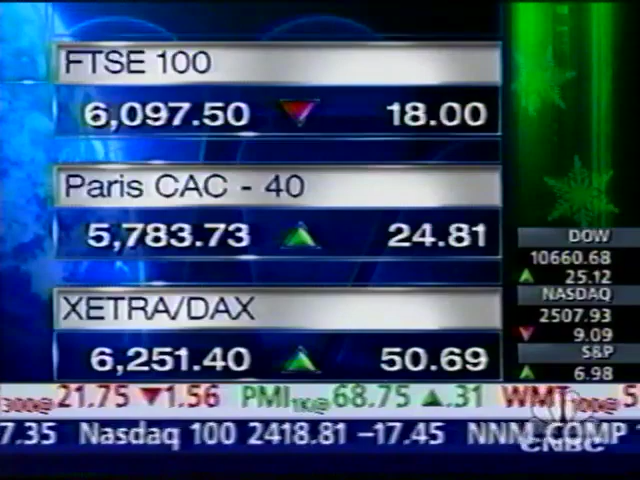 FTSE 100
6,097.50 ▼ 18.00
Paris CAC - 40
5,783.73 ▲ 24.81
XETRA/DAX
6,251.40 ▲ 50.69
DOW
10660.68
▲ 25.12
NASDAQ
2507.93
▼ 9.09
S&P
▲ 6.98
300@ 21.75 ▼1.56 PMI 1K@ 68.75 ▲.31 WMT
7.35 Nasdaq 100 2418.81 –17.45 NNM COMP
CNBC